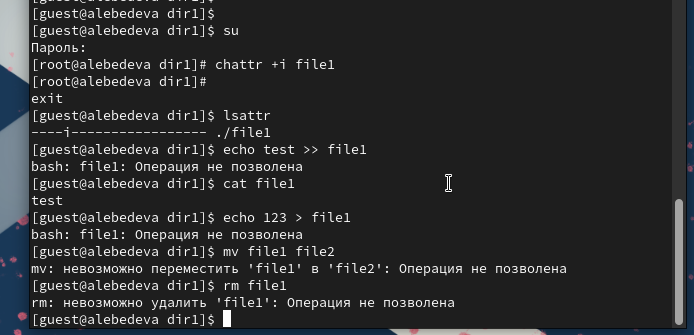 [guest@alebedeva dir1]$
[guest@alebedeva dir1]$
[guest@alebedeva dir1]$ su
Пароль:
[root@alebedeva dir1]# chattr +i file1
[root@alebedeva dir1]#
exit
[guest@alebedeva dir1]$ lsattr
----i----------------- ./file1
[guest@alebedeva dir1]$ echo test >> file1
bash: file1: Операция не позволена
[guest@alebedeva dir1]$ cat file1
test
[guest@alebedeva dir1]$ echo 123 > file1
bash: file1: Операция не позволена
[guest@alebedeva dir1]$ mv file1 file2
mv: невозможно переместить 'file1' в 'file2': Операция не позволена
[guest@alebedeva dir1]$ rm file1
rm: невозможно удалить 'file1': Операция не позволена
[guest@alebedeva dir1]$